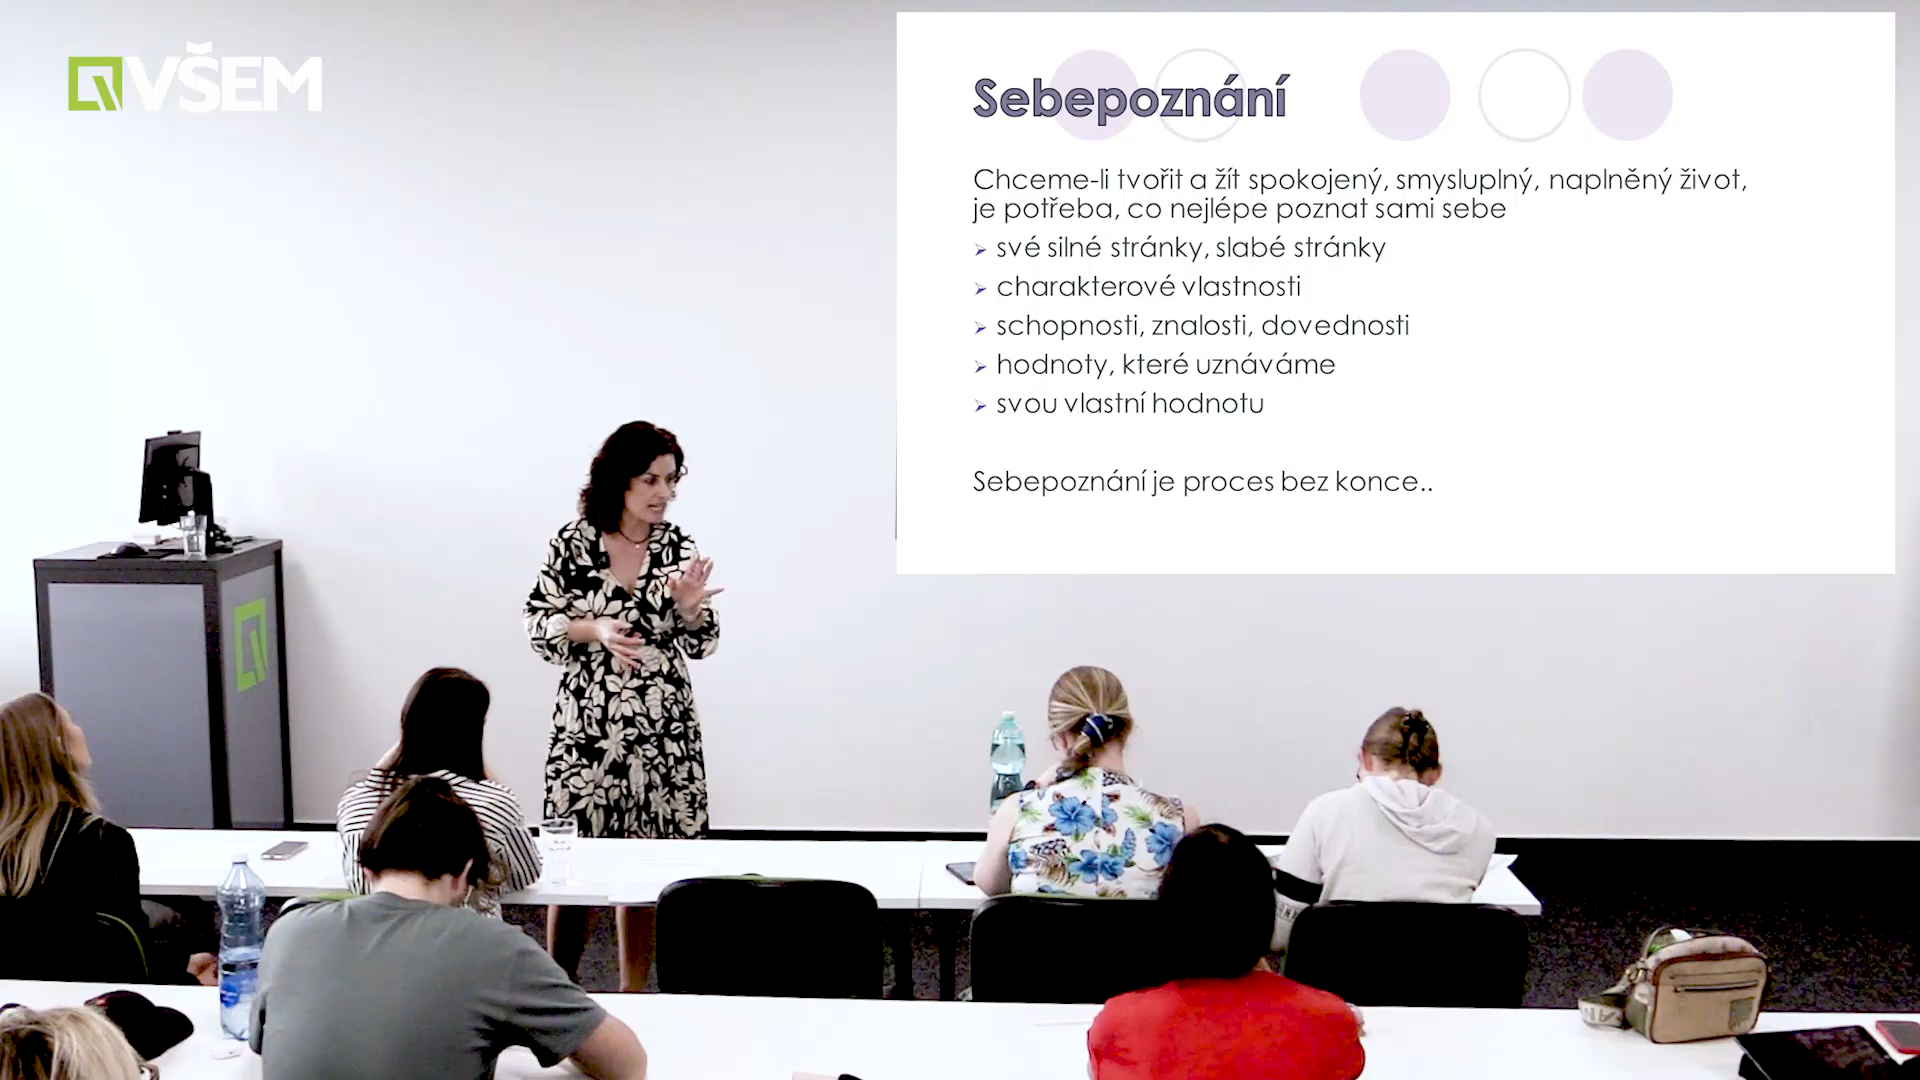 VŠEM
Sebepoznání
Chceme-li tvořit a žít spokojený, smysluplný, naplněný život,
je potřeba, co nejlépe poznat sami sebe
své silné stránky, slabé stránky
charakterové vlastnosti
schopnosti, znalosti, dovednosti
hodnoty, které uznáváme
svou vlastní hodnotu
Sebepoznání je proces bez konce..